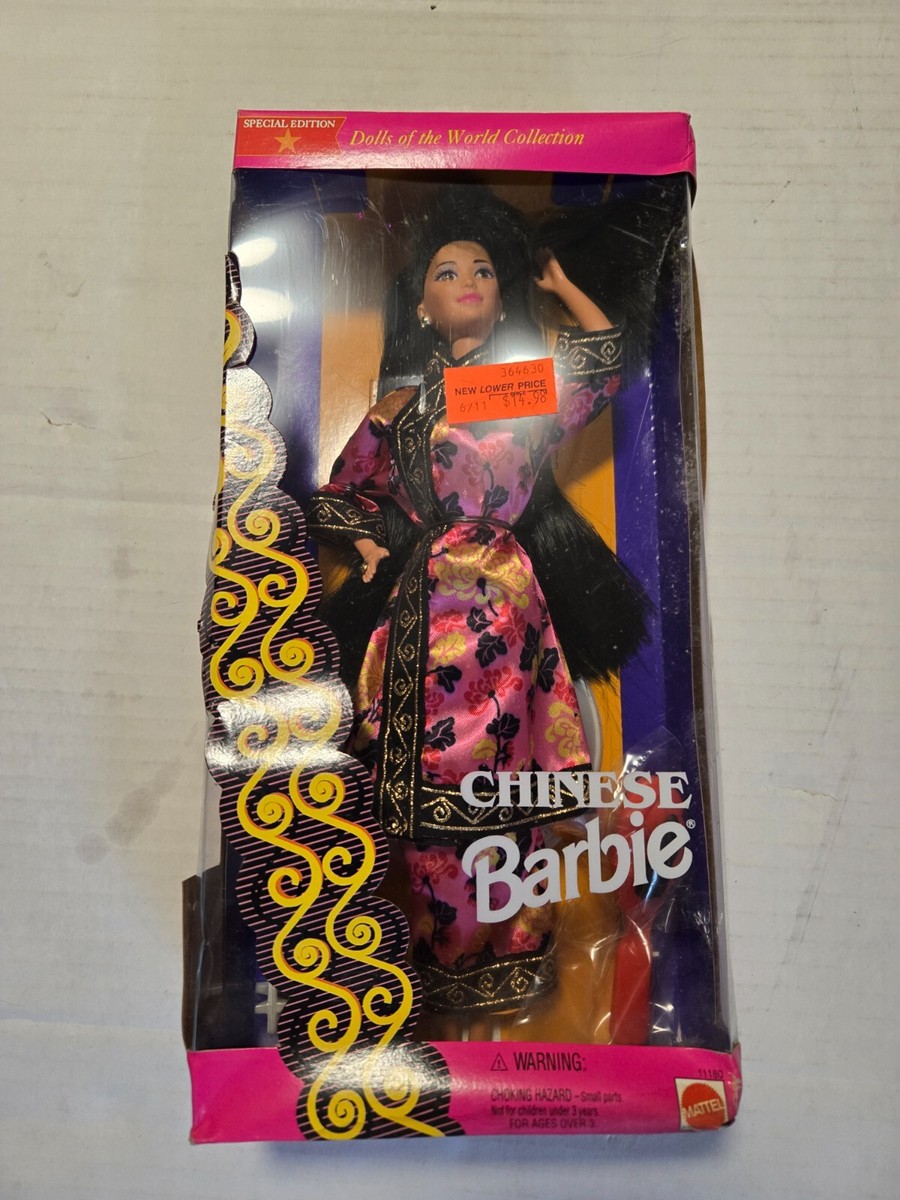 SPECIAL EDITION
Dolls of the World Collection
364630
NEW LOWER PRICE
6/11 $14.98
CHINESE
Barbie®
⚠ WARNING:
CHOKING HAZARD - Small parts
Not for children under 3 years.
FOR AGES OVER 3.
11180
MATTEL